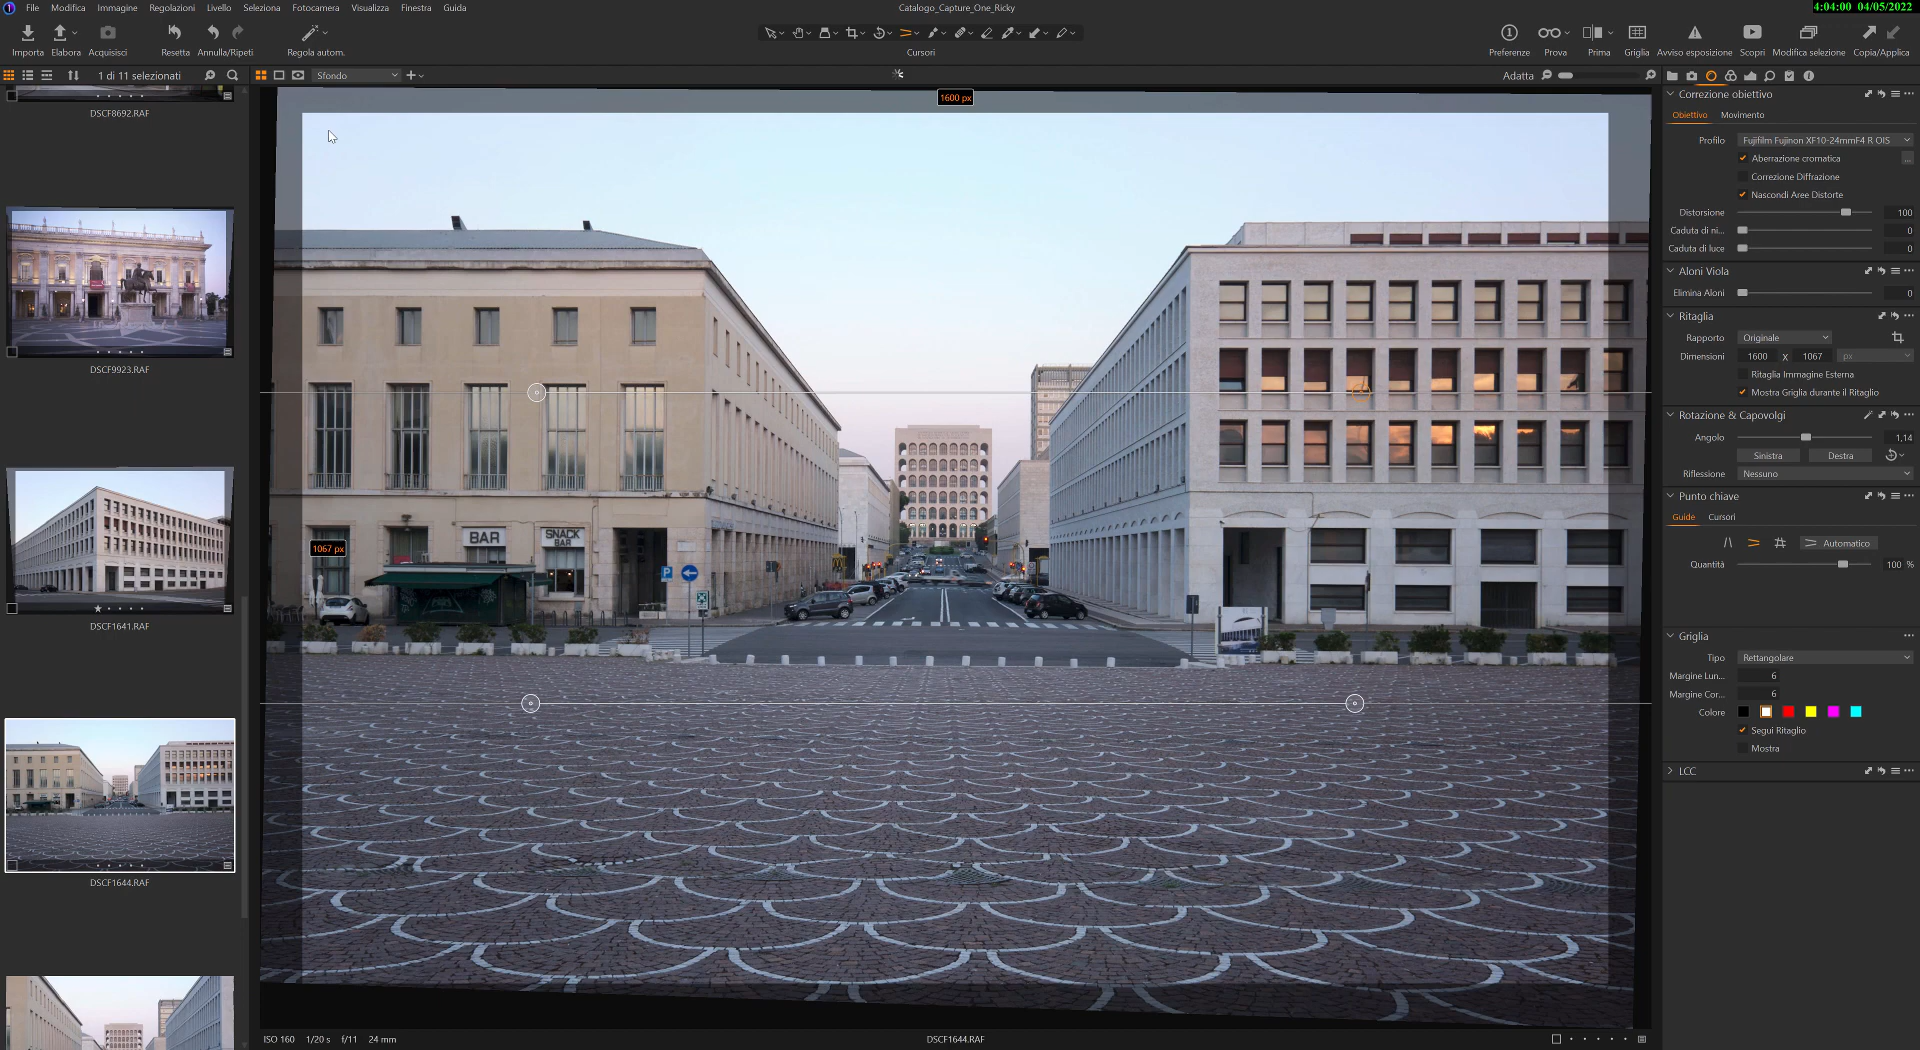 File Modifica Immagine Regolazioni Livello Seleziona Fotocamera Visualizza Finestra Guida
Catalogo_Capture_One_Ricky
4:04:00 04/05/2022
Importa Elabora Acquisisci Resetta Annulla/Ripeti Regola autom.
Cursori
Preferenze Prova Prima Griglia Avviso esposizione Scopri Modifica selezione Copia/Applica
1 di 11 selezionati
Sfondo
Adatta
DSCF8692.RAF
DSCF9923.RAF
DSCF1641.RAF
DSCF1644.RAF
1600 px
1067 px
BAR
SNACK
BAR
P
ISO 160 1/20 s f/11 24 mm
DSCF1644.RAF
Correzione obiettivo
Obiettivo Movimento
Profilo Fujifilm Fujinon XF10-24mmF4 R OIS
Aberrazione cromatica
...
Correzione Diffrazione
Nascondi Aree Distorte
Distorsione 100
Caduta di ni... 0
Caduta di luce 0
Aloni Viola
Elimina Aloni 0
Ritaglia
Rapporto Originale
Dimensioni 1600 X 1067 px
Ritaglia Immagine Esterna
Mostra Griglia durante il Ritaglio
Rotazione & Capovolgi
Angolo 1,14
Sinistra Destra
Riflessione Nessuno
Punto chiave
Guide Cursori
Automatico
Quantità 100 %
Griglia
Tipo Rettangolare
Margine Lun... 6
Margine Cor... 6
Colore
Segui Ritaglio
Mostra
LCC